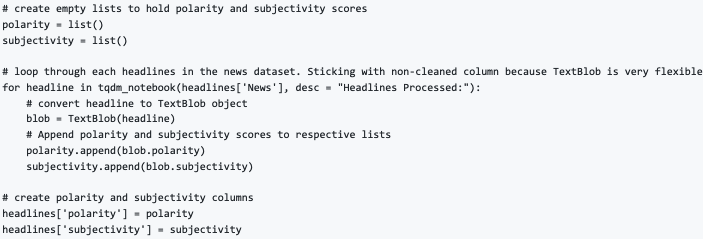 # create empty lists to hold polarity and subjectivity scores
polarity = list()
subjectivity = list()

# loop through each headlines in the news dataset. Sticking with non-cleaned column because TextBlob is very flexible
for headline in tqdm_notebook(headlines['News'], desc = "Headlines Processed:"):
    # convert headline to TextBlob object
    blob = TextBlob(headline)
    # Append polarity and subjectivity scores to respective lists
    polarity.append(blob.polarity)
    subjectivity.append(blob.subjectivity)

# create polarity and subjectivity columns
headlines['polarity'] = polarity
headlines['subjectivity'] = subjectivity